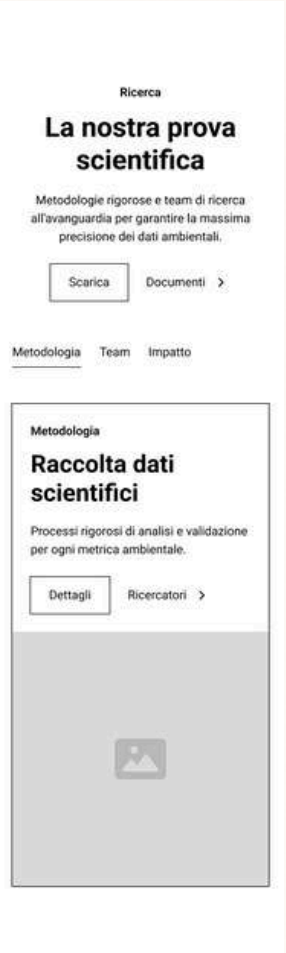 Ricerca
La nostra prova
scientifica
Metodologie rigorose e team di ricerca
all'avanguardia per garantire la massima
precisione dei dati ambientali.
Scarica
Documenti
Metodologia
Team
Impatto
Metodologia
Raccolta dati
scientifici
Processi rigorosi di analisi e validazione
per ogni metrica ambientale.
Dettagli
Ricercatori